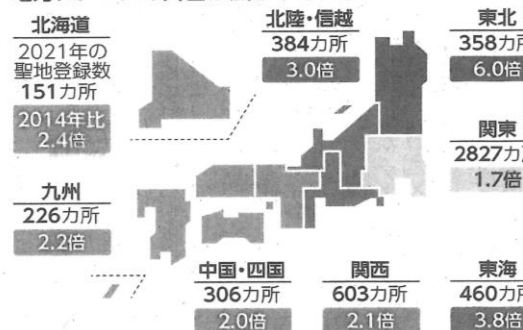 北海道
2021年の
聖地登録数
151カ所
2014年比
2.4倍
北陸・信越
384カ所
3.0倍
東北
358カ所
6.0倍
関東
2827カ所
1.7倍
九州
226カ所
2.2倍
中国・四国
306カ所
2.0倍
関西
603カ所
2.1倍
東海
460カ所
3.8倍